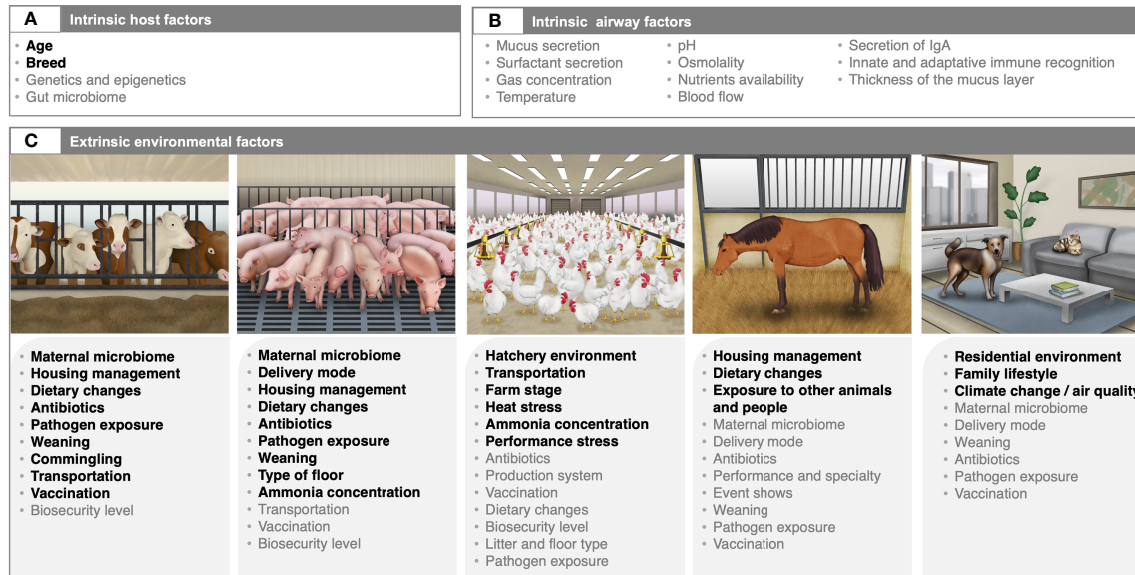 A Intrinsic host factors
• Age
• Breed
• Genetics and epigenetics
• Gut microbiome
B Intrinsic airway factors
• Mucus secretion
• Surfactant secretion
• Gas concentration
• Temperature
• pH
• Osmolality
• Nutrients availability
• Blood flow
• Secretion of IgA
• Innate and adaptative immune recognition
• Thickness of the mucus layer
C Extrinsic environmental factors
• Maternal microbiome
• Housing management
• Dietary changes
• Antibiotics
• Pathogen exposure
• Weaning
• Commingling
• Transportation
• Vaccination
• Biosecurity level
• Maternal microbiome
• Delivery mode
• Housing management
• Dietary changes
• Antibiotics
• Pathogen exposure
• Weaning
• Type of floor
• Ammonia concentration
• Transportation
• Vaccination
• Biosecurity level
• Hatchery environment
• Transportation
• Farm stage
• Heat stress
• Ammonia concentration
• Performance stress
• Antibiotics
• Production system
• Vaccination
• Dietary changes
• Biosecurity level
• Litter and floor type
• Pathogen exposure
• Housing management
• Dietary changes
• Exposure to other animals
and people
• Maternal microbiome
• Delivery mode
• Antibiotics
• Performance and specialty
• Event shows
• Weaning
• Pathogen exposure
• Vaccination
• Residential environment
• Family lifestyle
• Climate change / air quality
• Maternal microbiome
• Delivery mode
• Weaning
• Antibiotics
• Pathogen exposure
• Vaccination